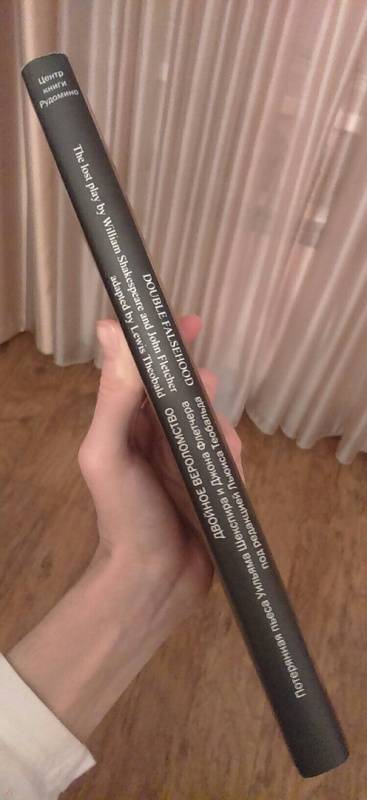 Центр
книги
Рудомино
DOUBLE FALSEHOOD
The lost play by William Shakespeare and John Fletcher
adapted by Lewis Theobald
ДВОЙНОЕ ВЕРОЛОМСТВО
Потерянная пьеса Уильяма Шекспира и Джона Флетчера
под редакцией Льюиса Теобальда